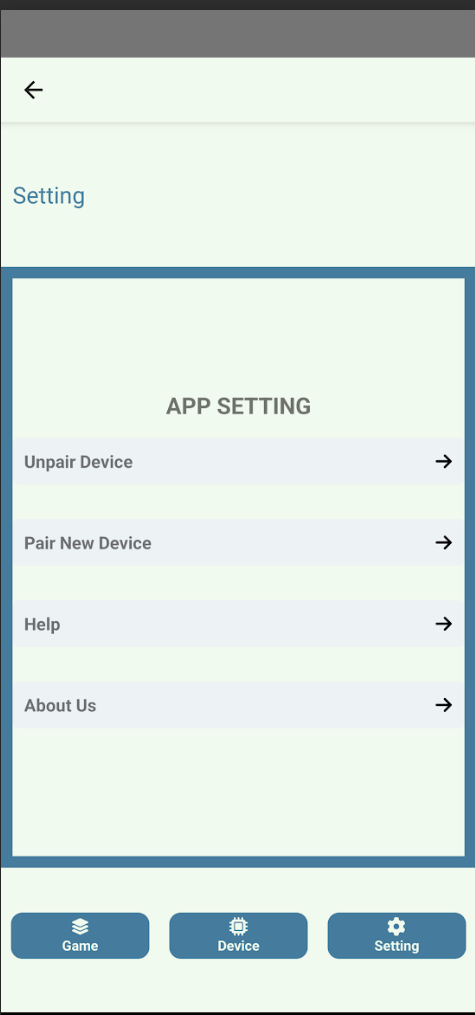 Setting
APP SETTING
Unpair Device
Pair New Device
Help
About Us
Game
Device
Setting